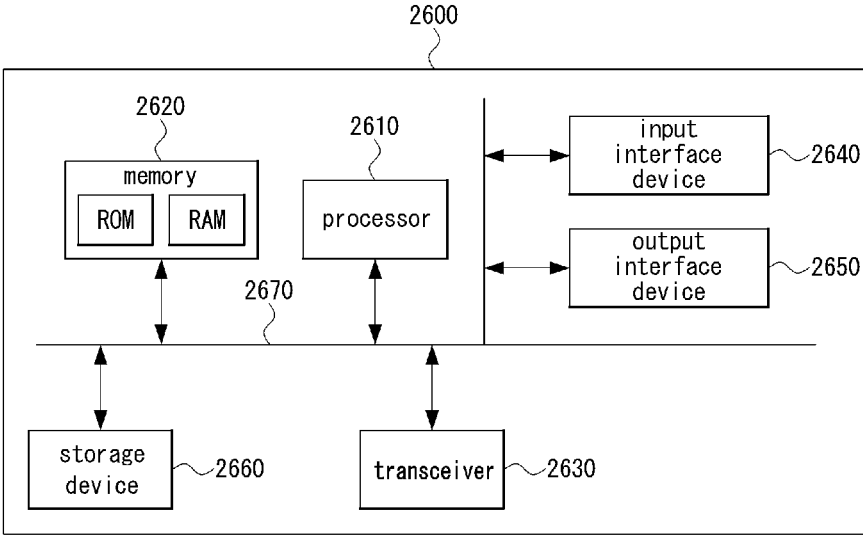 2600
2620
memory
ROM
RAM
2610
processor
input
interface
device
2640
output
interface
device
2650
2670
storage
device
2660
transceiver
2630